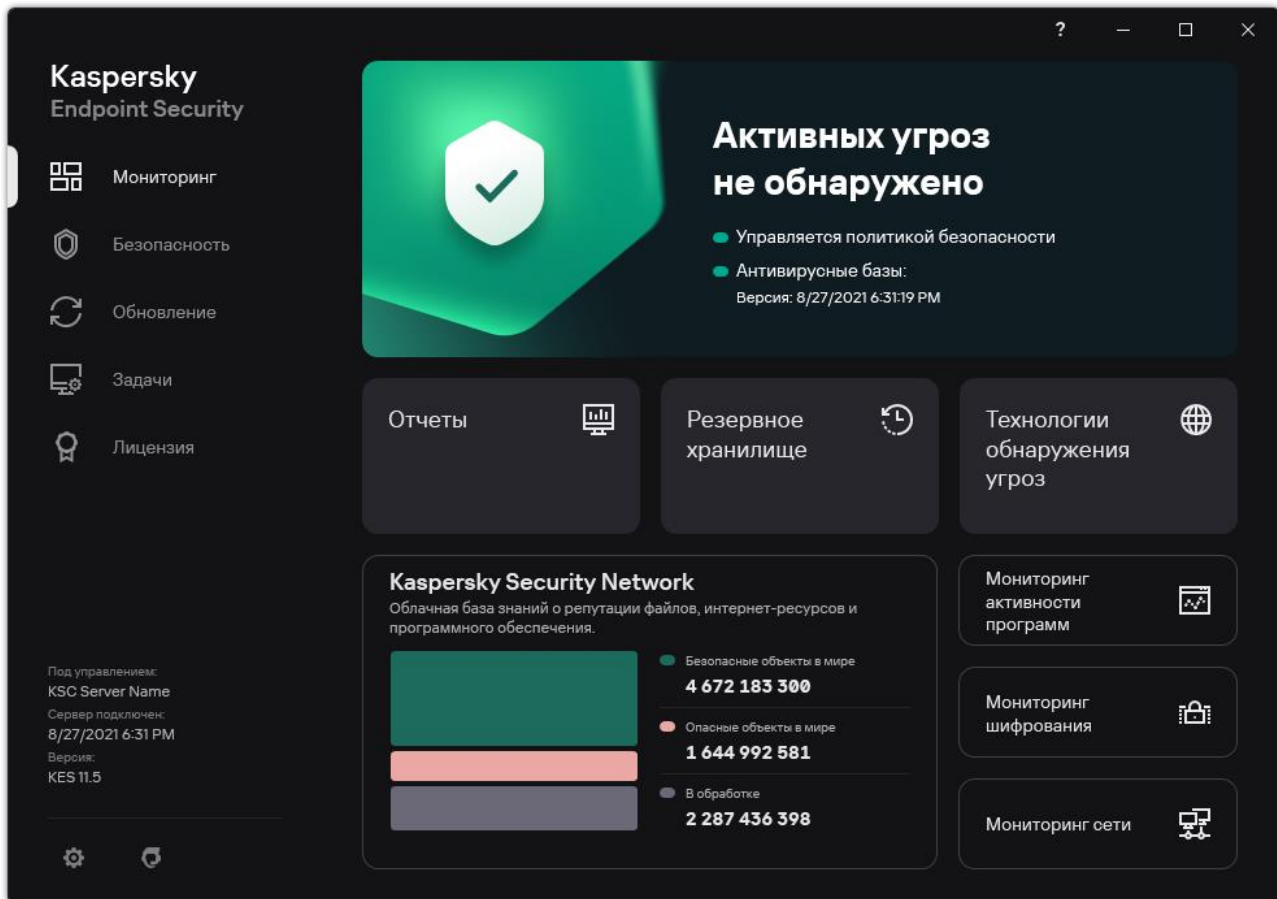 ?
Kaspersky
Endpoint Security
Мониторинг
Безопасность
Обновление
Задачи
Лицензия
Под управлением:
KSC Server Name
Сервер подключен:
8/27/2021 6:31 PM
Версия:
KES 11.5
Активных угроз
не обнаружено
Управляется политикой безопасности
Антивирусные базы:
Версия: 8/27/2021 6:31:19 PM
Отчеты
Резервное
хранилище
Технологии
обнаружения
угроз
Kaspersky Security Network
Облачная база знаний о репутации файлов, интернет-ресурсов и
программного обеспечения.
Безопасные объекты в мире
4 672 183 300
Опасные объекты в мире
1 644 992 581
В обработке
2 287 436 398
Мониторинг
активности
программ
Мониторинг
шифрования
Мониторинг сети